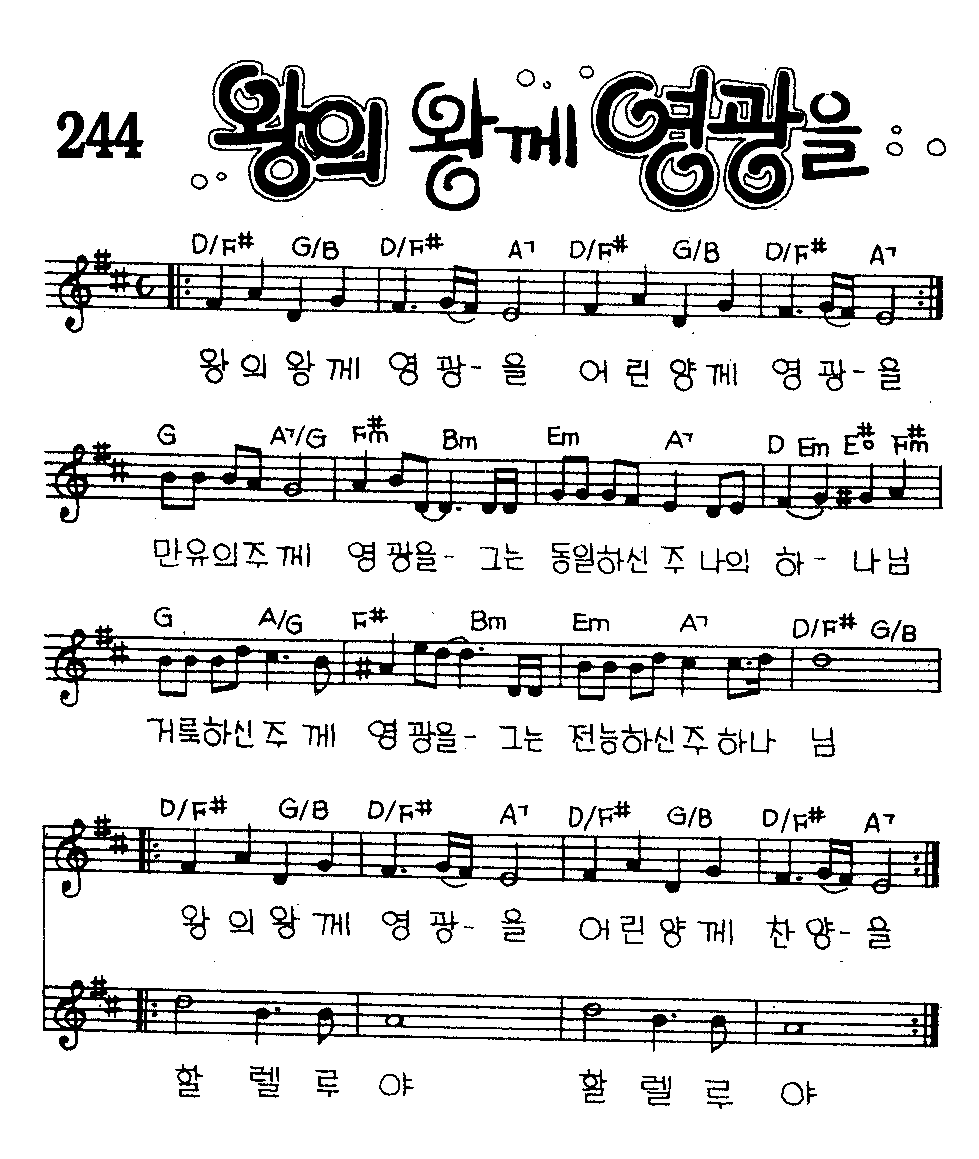 244 왕의 왕께 영광을
D/F# G/B D/F# A7 D/F# G/B D/F# A7
왕의 왕께 영광-을 어린양께 영광-을
G A7/G F#m Bm Em A7 D Em E#o F#m
만유의주께 영광을- 그는 동일하신 주 나의 하-나님
G A/G F# Bm Em A7 D/F# G/B
거룩하신주께 영광을- 그는 전능하신주하나님
D/F# G/B D/F# A7 D/F# G/B D/F# A7
왕의왕께 영광-을 어린양께 찬양-을
할렐루야 할렐루야